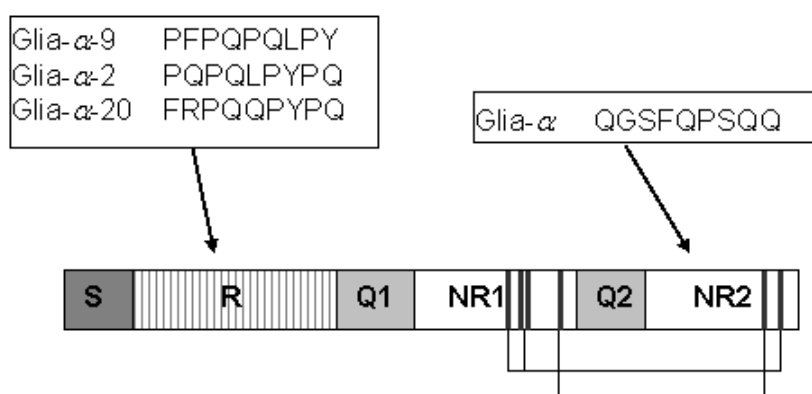 Glia-α-9 PFPQPQLPY
Glia-α-2 PQPQLPYPQ
Glia-α-20 FRPQQPYPQ
Glia-α QGSFQPSQQ
S R Q1 NR1 Q2 NR2